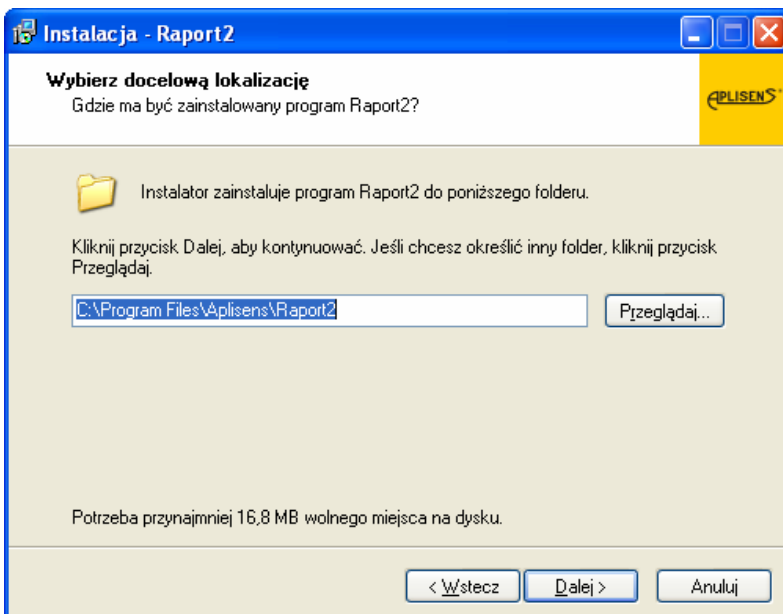 Instalacja - Raport2
Wybierz docelową lokalizację
Gdzie ma być zainstalowany program Raport2?
APLISENS®
Instalator zainstaluje program Raport2 do poniższego folderu.
Kliknij przycisk Dalej, aby kontynuować. Jeśli chcesz określić inny folder, kliknij przycisk
Przeglądaj.
C:\Program Files\Aplisens\Raport2
Przeglądaj...
Potrzeba przynajmniej 16,8 MB wolnego miejsca na dysku.
< Wstecz
Dalej >
Anuluj